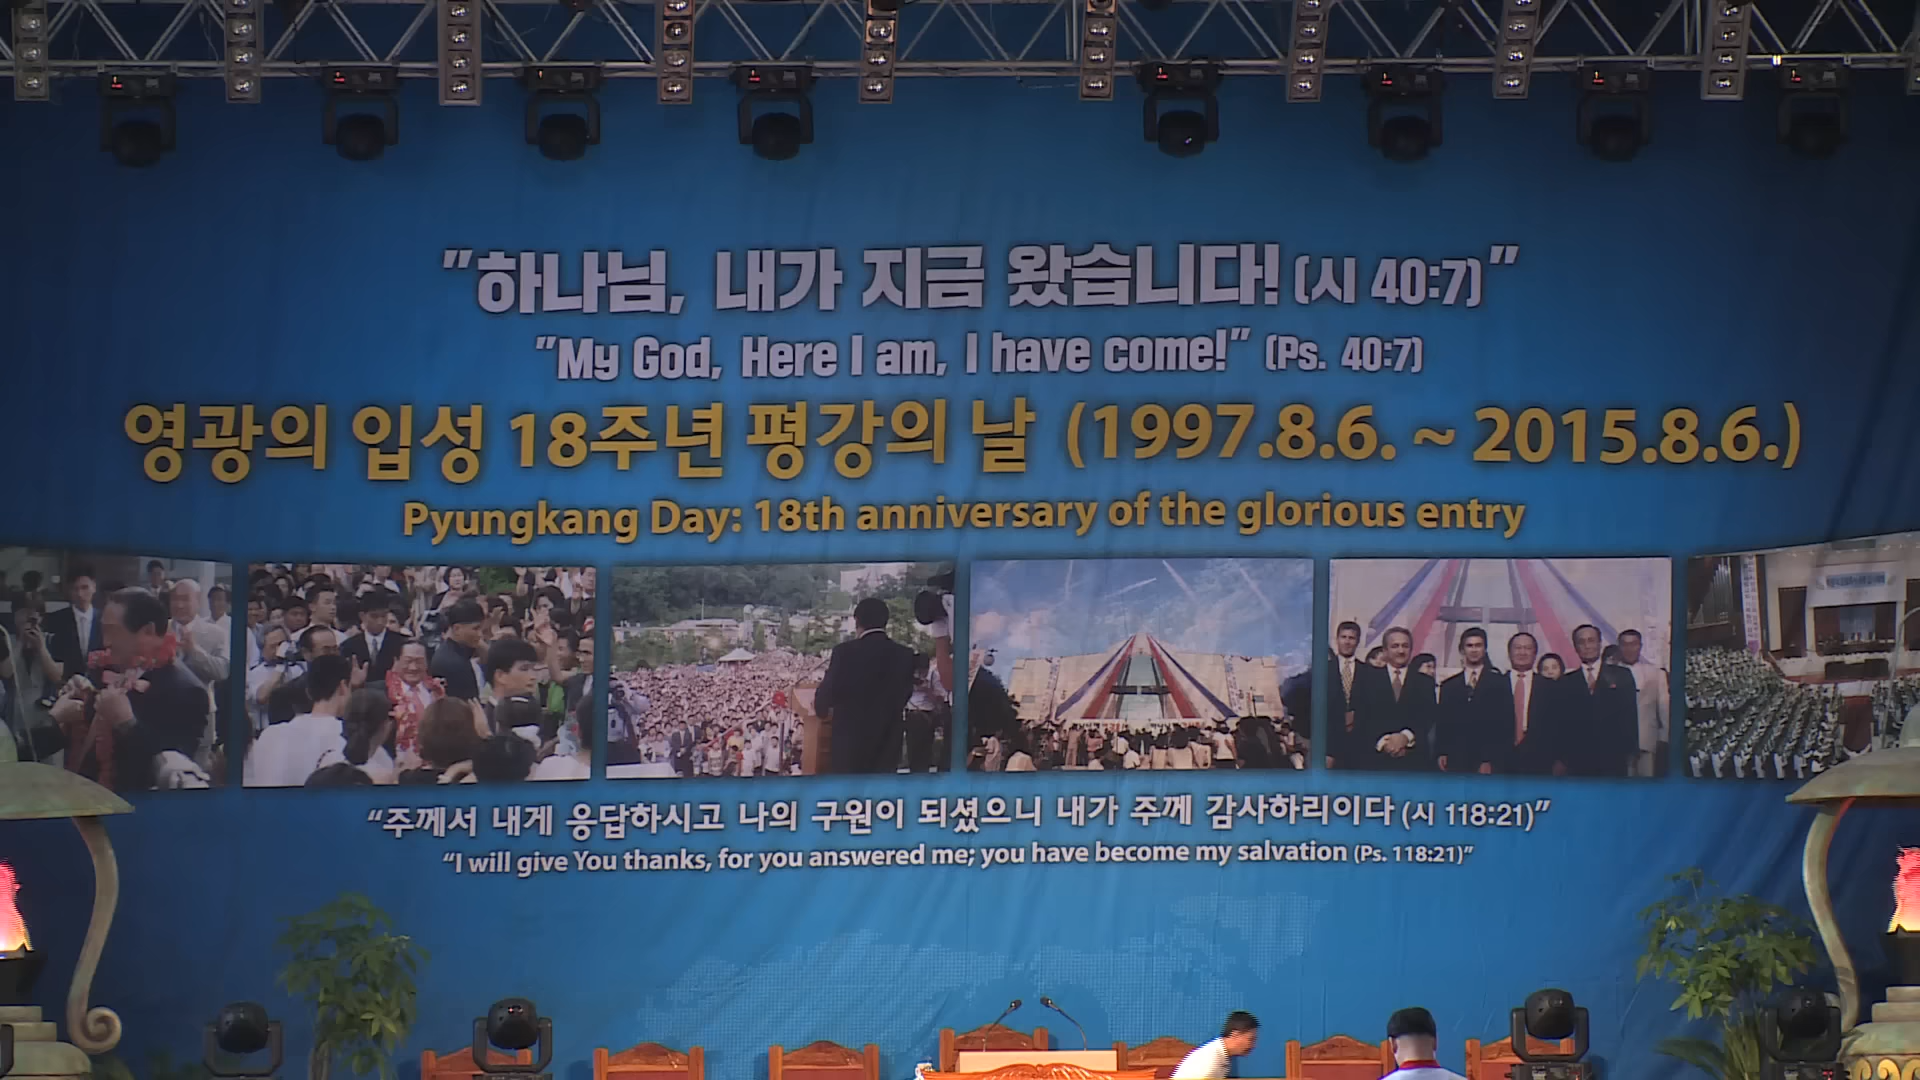 "하나님, 내가 지금 왔습니다! (시 40:7)"
"My God, Here I am, I have come!" (Ps. 40:7)
영광의 입성 18주년 평강의 날 (1997.8.6. ~ 2015.8.6.)
Pyungkang Day: 18th anniversary of the glorious entry
“주께서 내게 응답하시고 나의 구원이 되셨으니 내가 주께 감사하리이다 (시 118:21)”
“I will give You thanks, for you answered me; you have become my salvation (Ps. 118:21)”